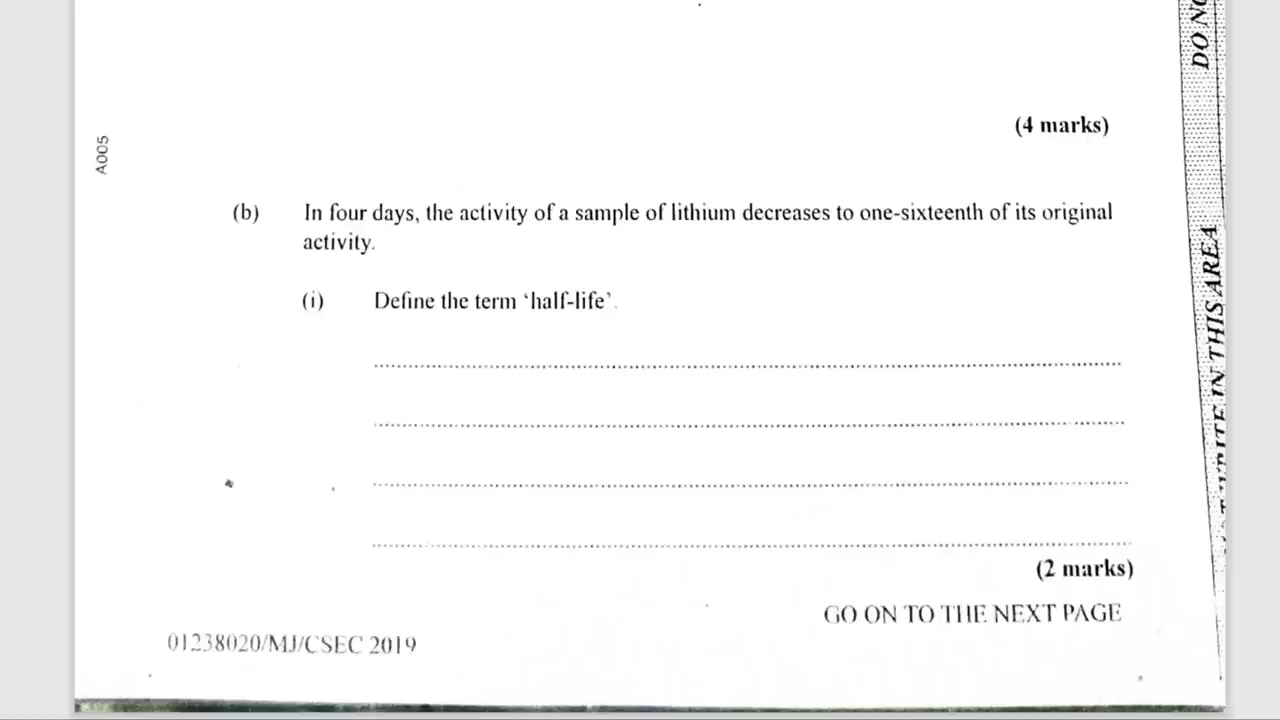 DO NO
(4 marks)
A005
(b) In four days, the activity of a sample of lithium decreases to one-sixteenth of its original
activity.
(i) Define the term ‘half-life’.
(2 marks)
GO ON TO THE NEXT PAGE
01238020/MJ/CSEC 2019
WRITE IN THIS AREA